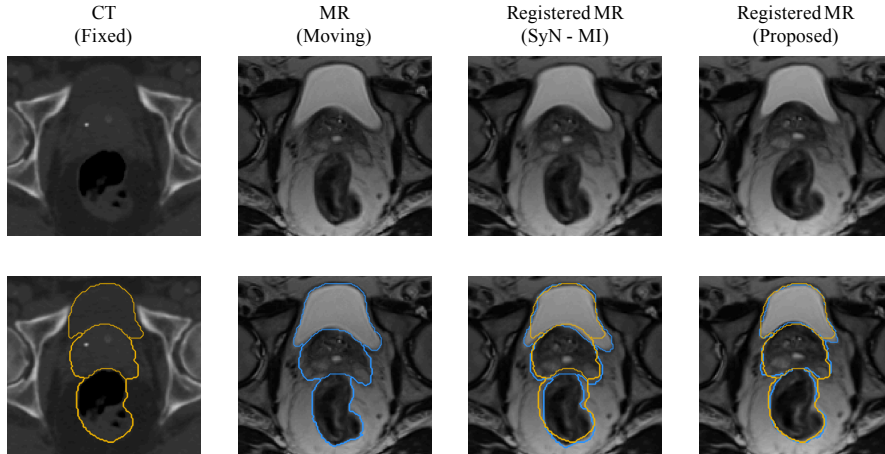 CT
(Fixed)
MR
(Moving)
Registered MR
(SyN - MI)
Registered MR
(Proposed)